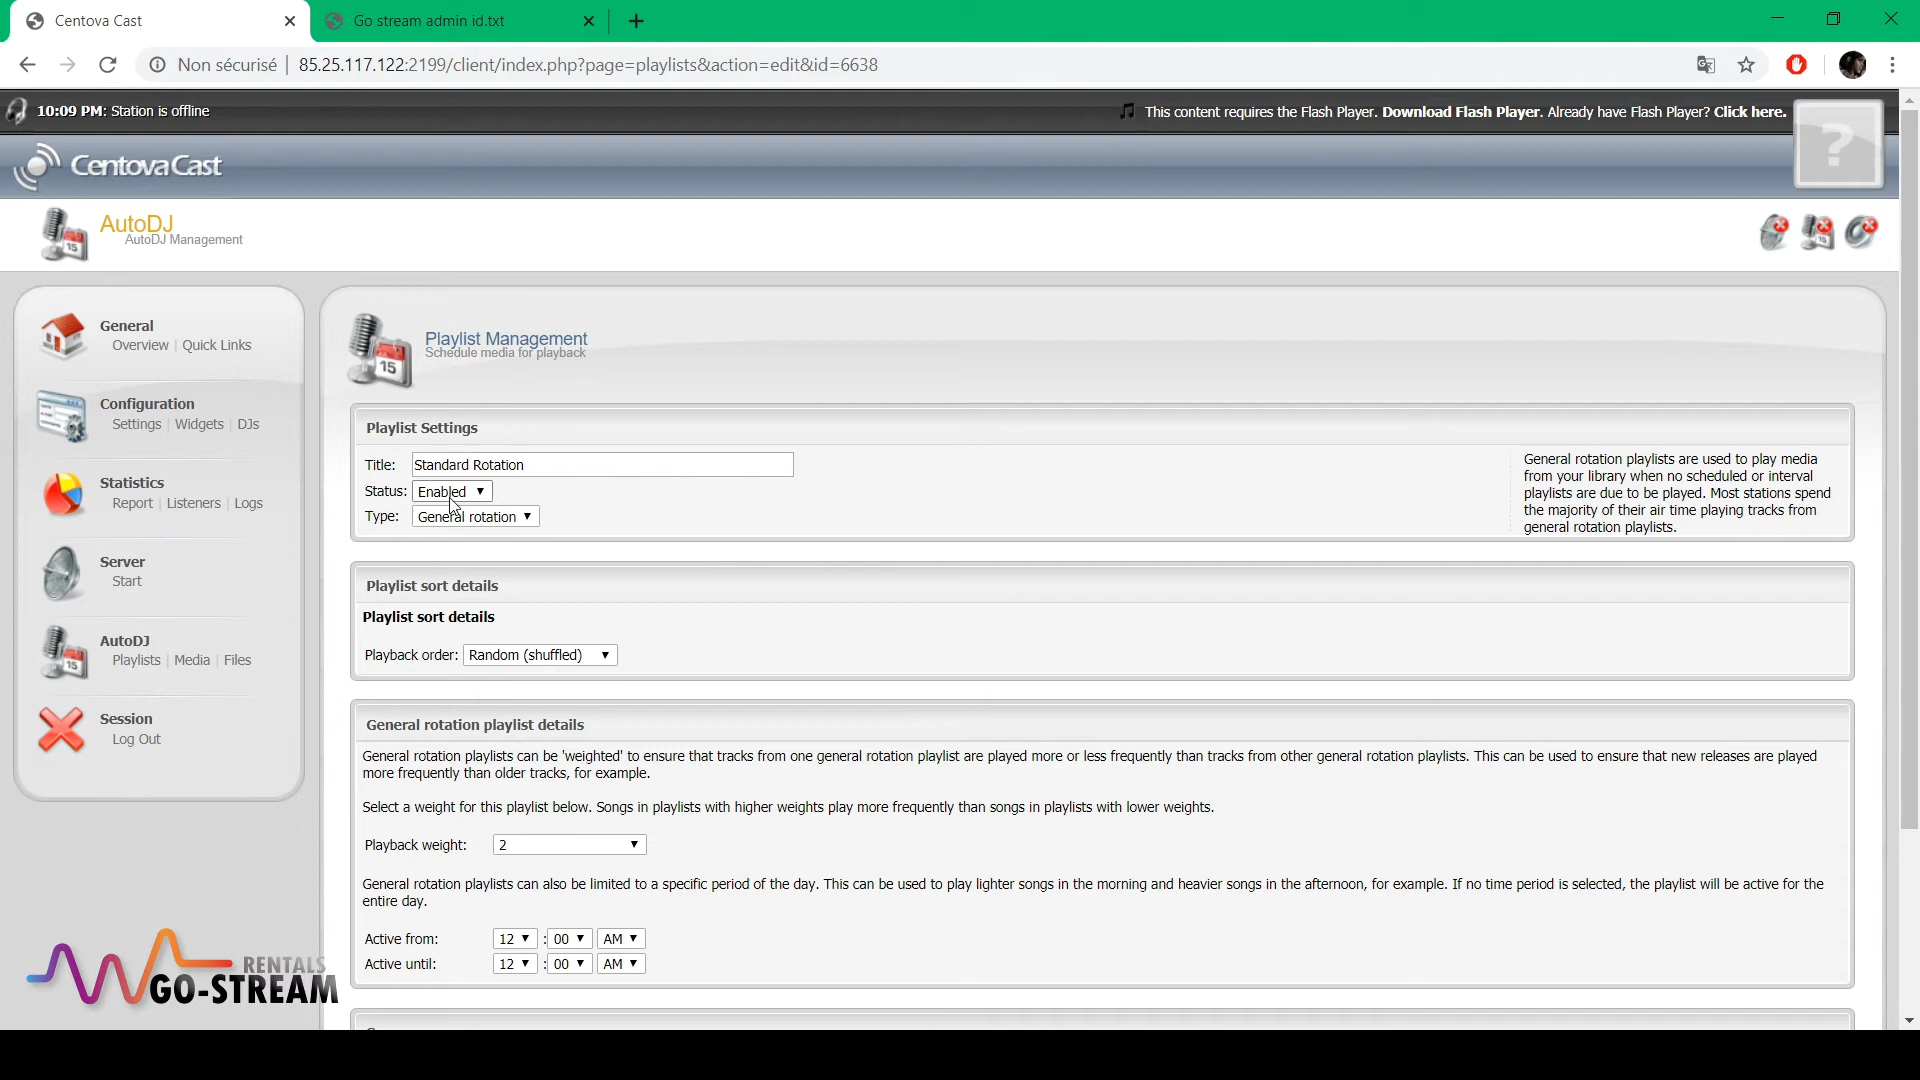 Centova Cast
Go stream admin id.txt
Non sécurisé | 85.25.117.122:2199/client/index.php?page=playlists&action=edit&id=6638
10:09 PM: Station is offline
This content requires the Flash Player. Download Flash Player. Already have Flash Player? Click here.
?
CentovaCast
AutoDJ
AutoDJ Management
15
General
Overview | Quick Links
Configuration
Settings | Widgets | DJs
Statistics
Report | Listeners | Logs
Server
Start
AutoDJ
Playlists | Media | Files
15
Session
Log Out
15
Playlist Management
Schedule media for playback
Playlist Settings
Title: Standard Rotation
Status: Enabled
Type: General rotation
General rotation playlists are used to play media
from your library when no scheduled or interval
playlists are due to be played. Most stations spend
the majority of their air time playing tracks from
general rotation playlists.
Playlist sort details
Playlist sort details
Playback order: Random (shuffled)
General rotation playlist details
General rotation playlists can be 'weighted' to ensure that tracks from one general rotation playlist are played more or less frequently than tracks from other general rotation playlists. This can be used to ensure that new releases are played
more frequently than older tracks, for example.
Select a weight for this playlist below. Songs in playlists with higher weights play more frequently than songs in playlists with lower weights.
Playback weight: 2
General rotation playlists can also be limited to a specific period of the day. This can be used to play lighter songs in the morning and heavier songs in the afternoon, for example. If no time period is selected, the playlist will be active for the
entire day.
Active from: 12 : 00 AM
Active until: 12 : 00 AM
RENTALS
GO-STREAM